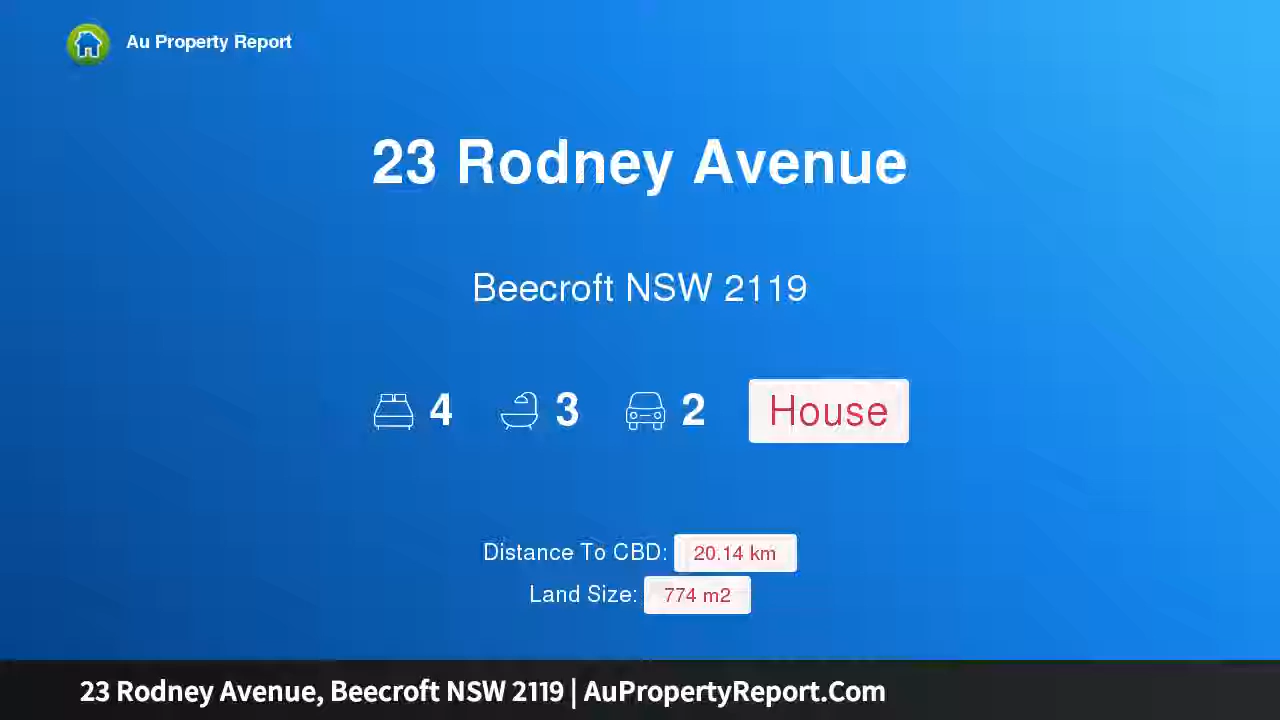 Au Property Report
23 Rodney Avenue
Beecroft NSW 2119
4 3 2 House
Distance To CBD: 20.14 km
Land Size: 774 m2
23 Rodney Avenue, Beecroft NSW 2119 | AuPropertyReport.Com